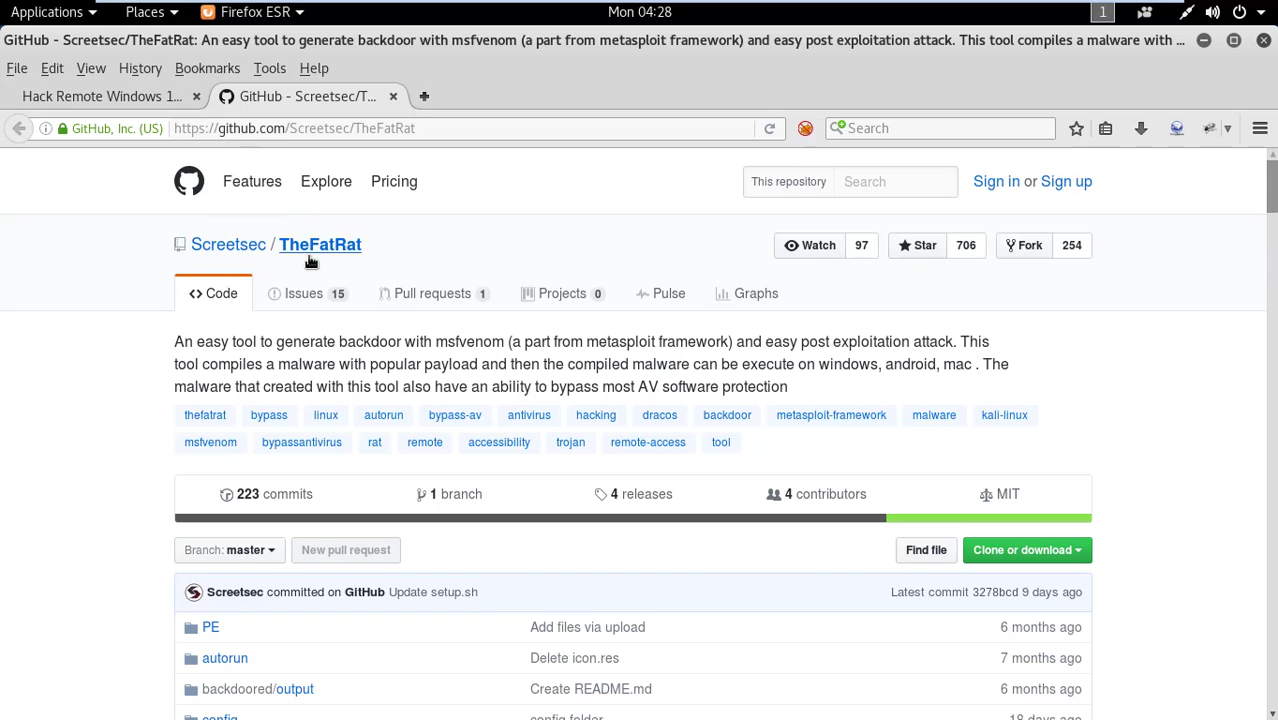 Applications Places Firefox ESR Mon 04:28 1
GitHub - Screetsec/TheFatRat: An easy tool to generate backdoor with msfvenom (a part from metasploit framework) and easy post exploitation attack. This tool compiles a malware with ...
File Edit View History Bookmarks Tools Help
Hack Remote Windows 1... GitHub - Screetsec/T...
GitHub, Inc. (US) https://github.com/Screetsec/TheFatRat Search
Features Explore Pricing This repository Search Sign in or Sign up
Screetsec / TheFatRat Watch 97 Star 706 Fork 254
Code Issues 15 Pull requests 1 Projects 0 Pulse Graphs
An easy tool to generate backdoor with msfvenom (a part from metasploit framework) and easy post exploitation attack. This
tool compiles a malware with popular payload and then the compiled malware can be execute on windows, android, mac . The
malware that created with this tool also have an ability to bypass most AV software protection
thefatrat bypass linux autorun bypass-av antivirus hacking dracos backdoor metasploit-framework malware kali-linux
msfvenom bypassantivirus rat remote accessibility trojan remote-access tool
223 commits 1 branch 4 releases 4 contributors MIT
Branch: master New pull request Find file Clone or download
Screetsec committed on GitHub Update setup.sh Latest commit 3278bcd 9 days ago
PE Add files via upload 6 months ago
autorun Delete icon.res 7 months ago
backdoored/output Create README.md 6 months ago
config config folder 18 days ago